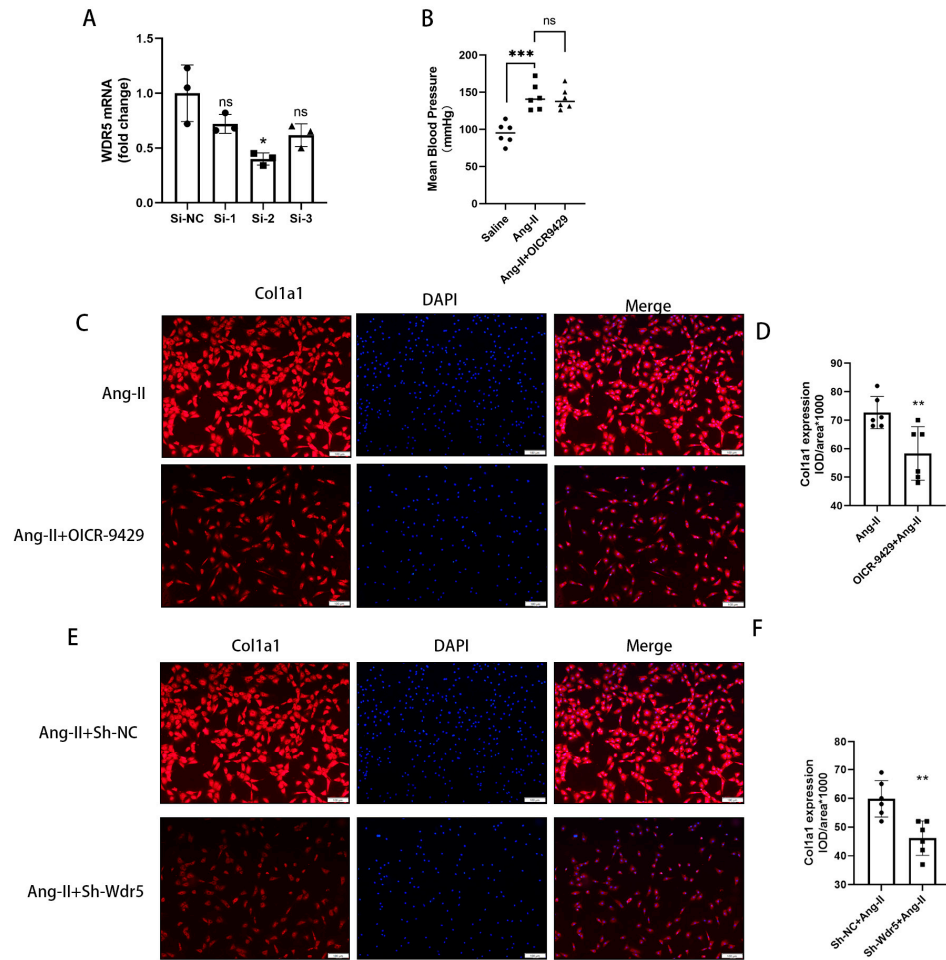 A
WDR5 mRNA
(fold change)
1.5
1.0
0.5
0.0
ns
*
ns
Si-NC Si-1 Si-2 Si-3
B
Mean Blood Pressure
(mmHg)
200
150
100
50
0
***
ns
Saline
Ang-II
Ang-II+OICR9429
C
Col1a1 DAPI Merge
Ang-II
Ang-II+OICR-9429
D
Col1a1 expression
IOD/area*1000
90
80
70
60
50
40
**
Ang-II
OICR-9429+Ang-II
E
Col1a1 DAPI Merge
Ang-II+Sh-NC
Ang-II+Sh-Wdr5
F
Col1a1 expression
IOD/area*1000
80
70
60
50
40
30
**
Sh-NC+Ang-II
Sh-Wdr5+Ang-II